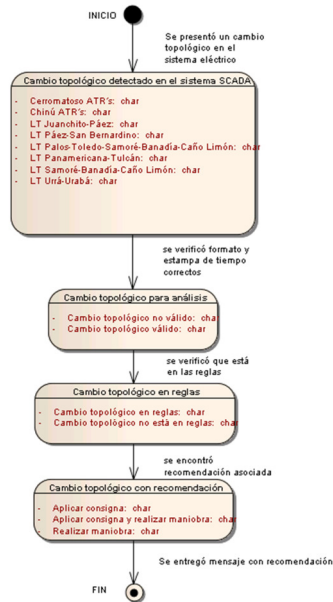 INICIO
Se presentó un cambio
topológico en el
sistema eléctrico
Cambio topológico detectado en el sistema SCADA
- Cerromatoso ATR's: char
- Chinú ATR's: char
- LT Juanchito-Páez: char
- LT Páez-San Bernardino: char
- LT Palos-Toledo-Samoré-Banadía-Caño Limón: char
- LT Panamericana-Tulcán: char
- LT Samoré-Banadía-Caño Limón: char
- LT Urrá-Urabá: char
se verificó formato y
estampa de tiempo
correctos
Cambio topológico para análisis
- Cambio topológico no válido: char
- Cambio topológico válido: char
se verificó que está
en las reglas
Cambio topológico en reglas
- Cambio topológico en reglas: char
- Cambio topológico no está en reglas: char
se encontró
recomendación asociada
Cambio topológico con recomendación
- Aplicar consigna: char
- Aplicar consigna y realizar maniobra: char
- Realizar maniobra: char
Se entregó mensaje con recomendación
FIN